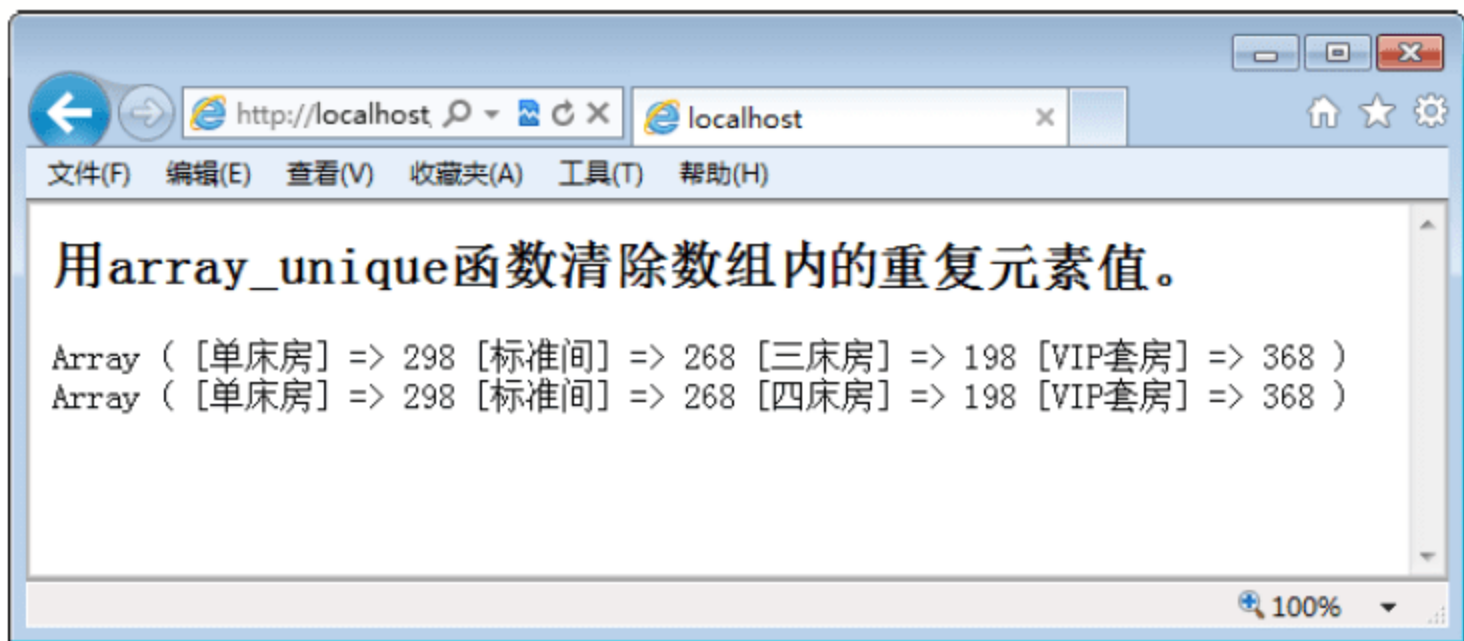 http://localhost
localhost
文件(F) 编辑(E) 查看(V) 收藏夹(A) 工具(T) 帮助(H)
用array_unique函数清除数组内的重复元素值。
Array ( [单床房] => 298 [标准间] => 268 [三床房] => 198 [VIP套房] => 368 )
Array ( [单床房] => 298 [标准间] => 268 [四床房] => 198 [VIP套房] => 368 )
100%